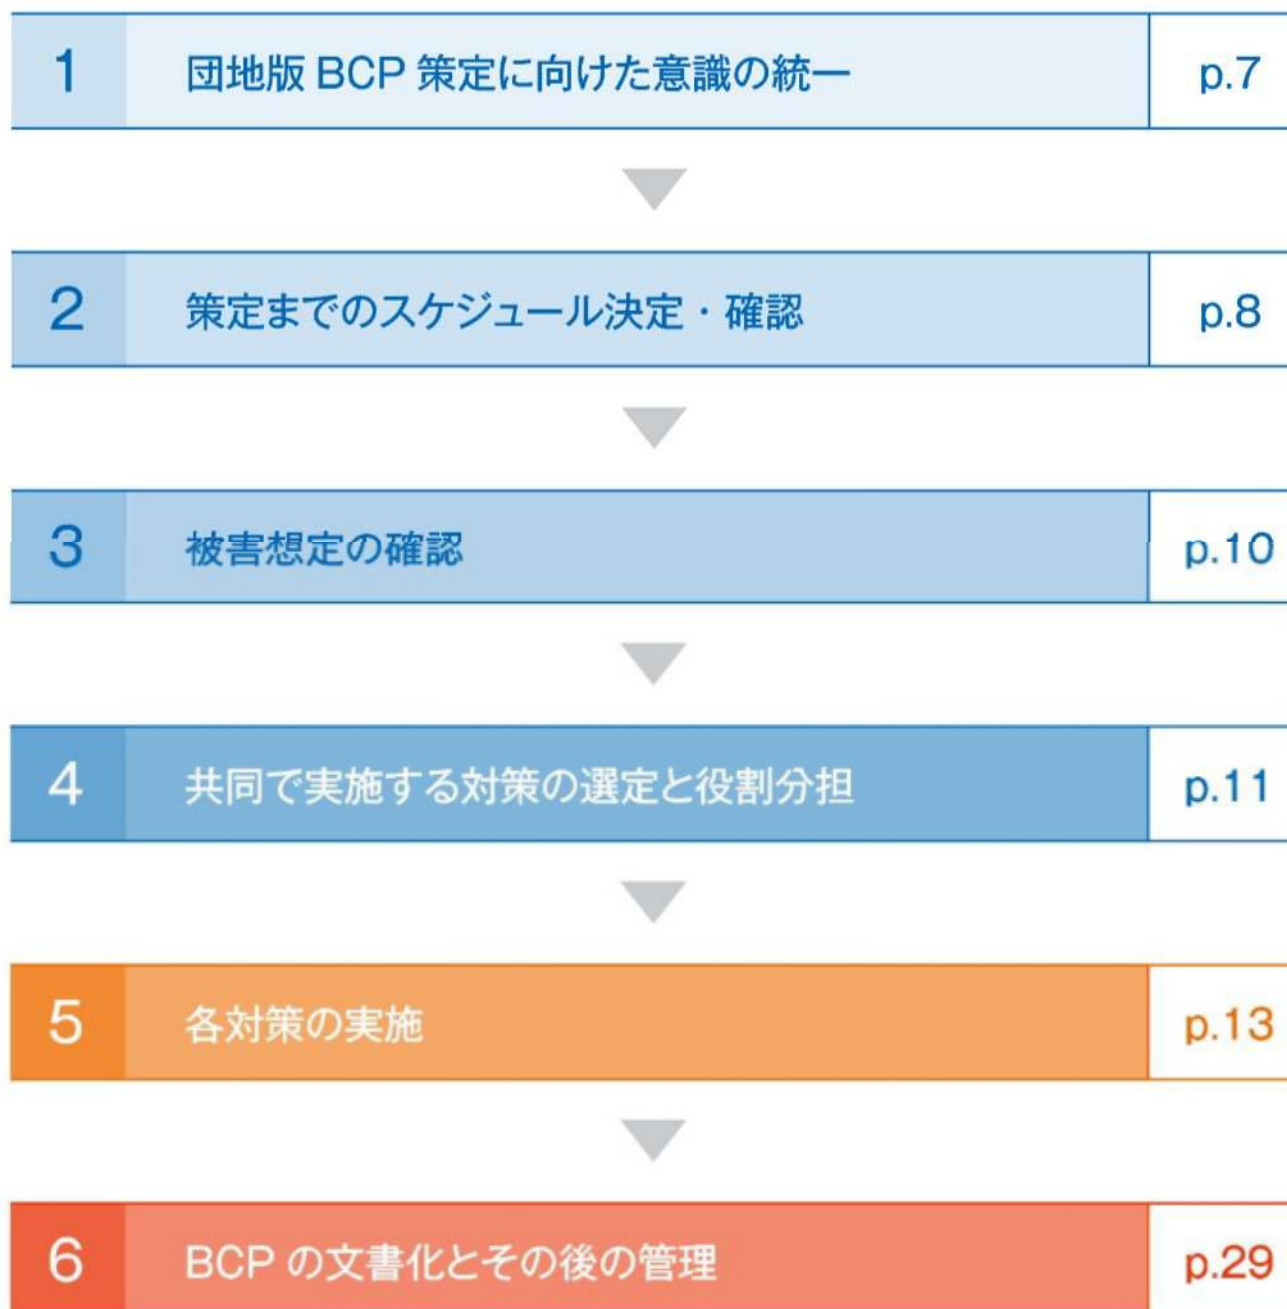 1 団地版 BCP 策定に向けた意識の統一 p.7
2 策定までのスケジュール決定・確認 p.8
3 被害想定の確認 p.10
4 共同で実施する対策の選定と役割分担 p.11
5 各対策の実施 p.13
6 BCP の文書化とその後の管理 p.29